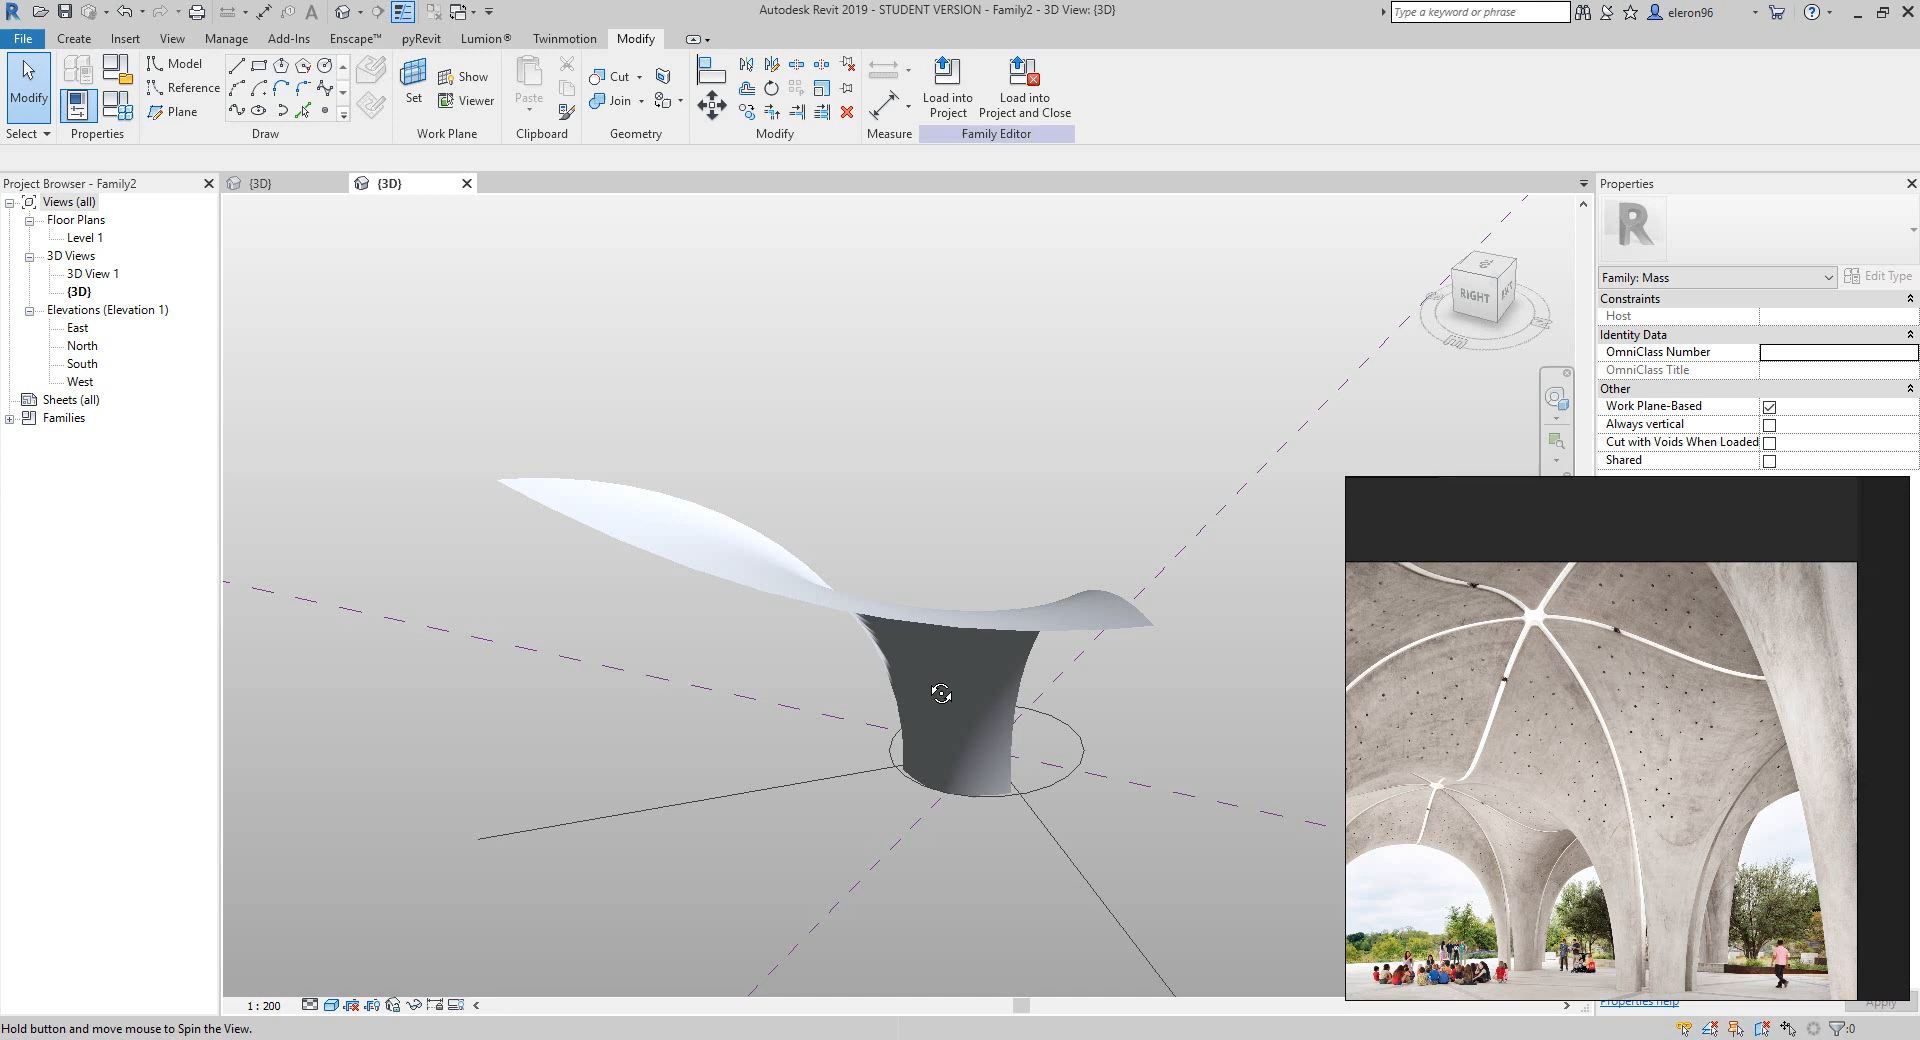 Autodesk Revit 2019 - STUDENT VERSION - Family2 - 3D View: {3D}
Type a keyword or phrase
eleron96
File
Create
Insert
View
Manage
Add-Ins
Enscape™
pyRevit
Lumion®
Twinmotion
Modify
Modify
Select
Properties
Model
Reference
Plane
Draw
Set
Show
Viewer
Work Plane
Paste
Clipboard
Cut
Join
Geometry
Modify
Measure
Load into
Project
Load into
Project and Close
Family Editor
Project Browser - Family2
Views (all)
Floor Plans
Level 1
3D Views
3D View 1
{3D}
Elevations (Elevation 1)
East
North
South
West
Sheets (all)
Families
{3D}
{3D}
RIGHT
Properties
R
Family: Mass
Edit Type
Constraints
Host
Identity Data
OmniClass Number
OmniClass Title
Other
Work Plane-Based
Always vertical
Cut with Voids When Loaded
Shared
Properties help
Apply
1 : 200
Hold button and move mouse to Spin the View.
:0